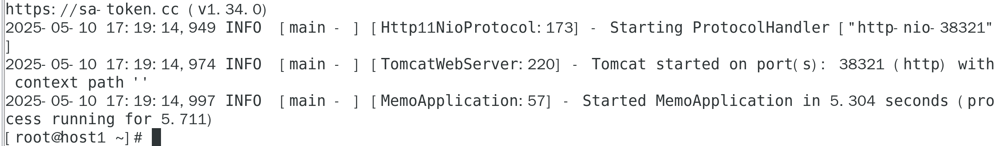 https://sa-token.cc (v1.34.0)
2025-05-10 17:19:14,949 INFO  [main - ] [Http11NioProtocol:173] - Starting ProtocolHandler ["http-nio-38321"
]
2025-05-10 17:19:14,974 INFO  [main - ] [TomcatWebServer:220] - Tomcat started on port(s): 38321 (http) with
 context path ''
2025-05-10 17:19:14,997 INFO  [main - ] [MemoApplication:57] - Started MemoApplication in 5.304 seconds (pro
cess running for 5.711)
[root@host1 ~]#